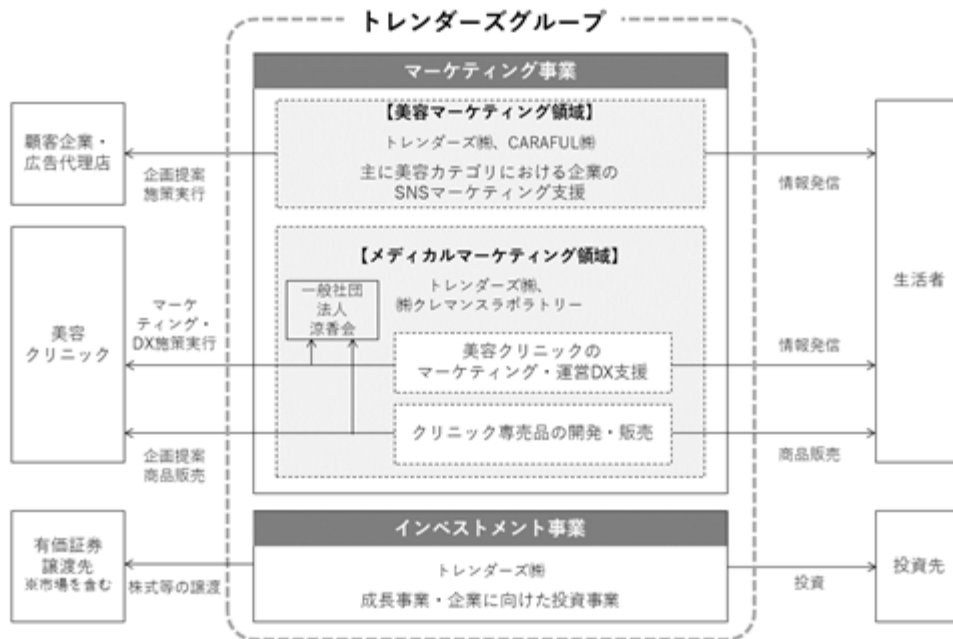 トレンダーズグループ
マーケティング事業
【美容マーケティング領域】
トレンダーズ㈱、CARAFUL㈱
主に美容カテゴリにおける企業の
SNSマーケティング支援
顧客企業・
広告代理店
企画提案
施策実行
情報発信
【メディカルマーケティング領域】
トレンダーズ㈱、
㈱クレマンスラボラトリー
一般社団
法人
涼香会
美容
クリニック
マーケ
ティング・
DX施策実行
美容クリニックの
マーケティング・運営DX支援
情報発信
生活者
クリニック専売品の開発・販売
企画提案
商品販売
商品販売
インベストメント事業
トレンダーズ㈱
成長事業・企業に向けた投資事業
有価証券
譲渡先
※市場を含む
株式等の譲渡
投資
投資先